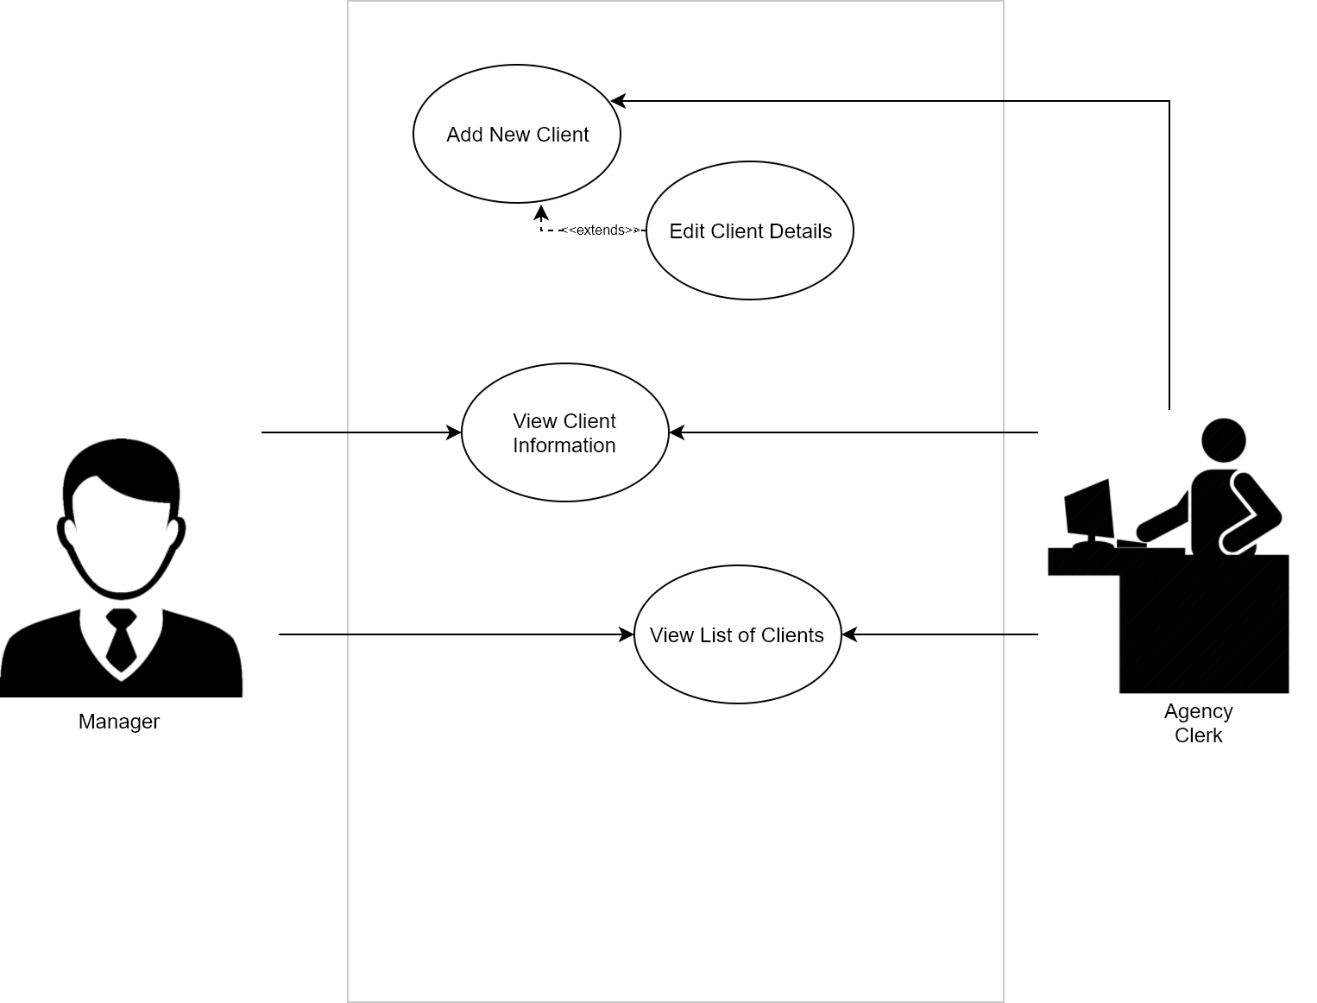 Add New Client
<<extends>>
Edit Client Details
View Client
Information
View List of Clients
Manager
Agency
Clerk